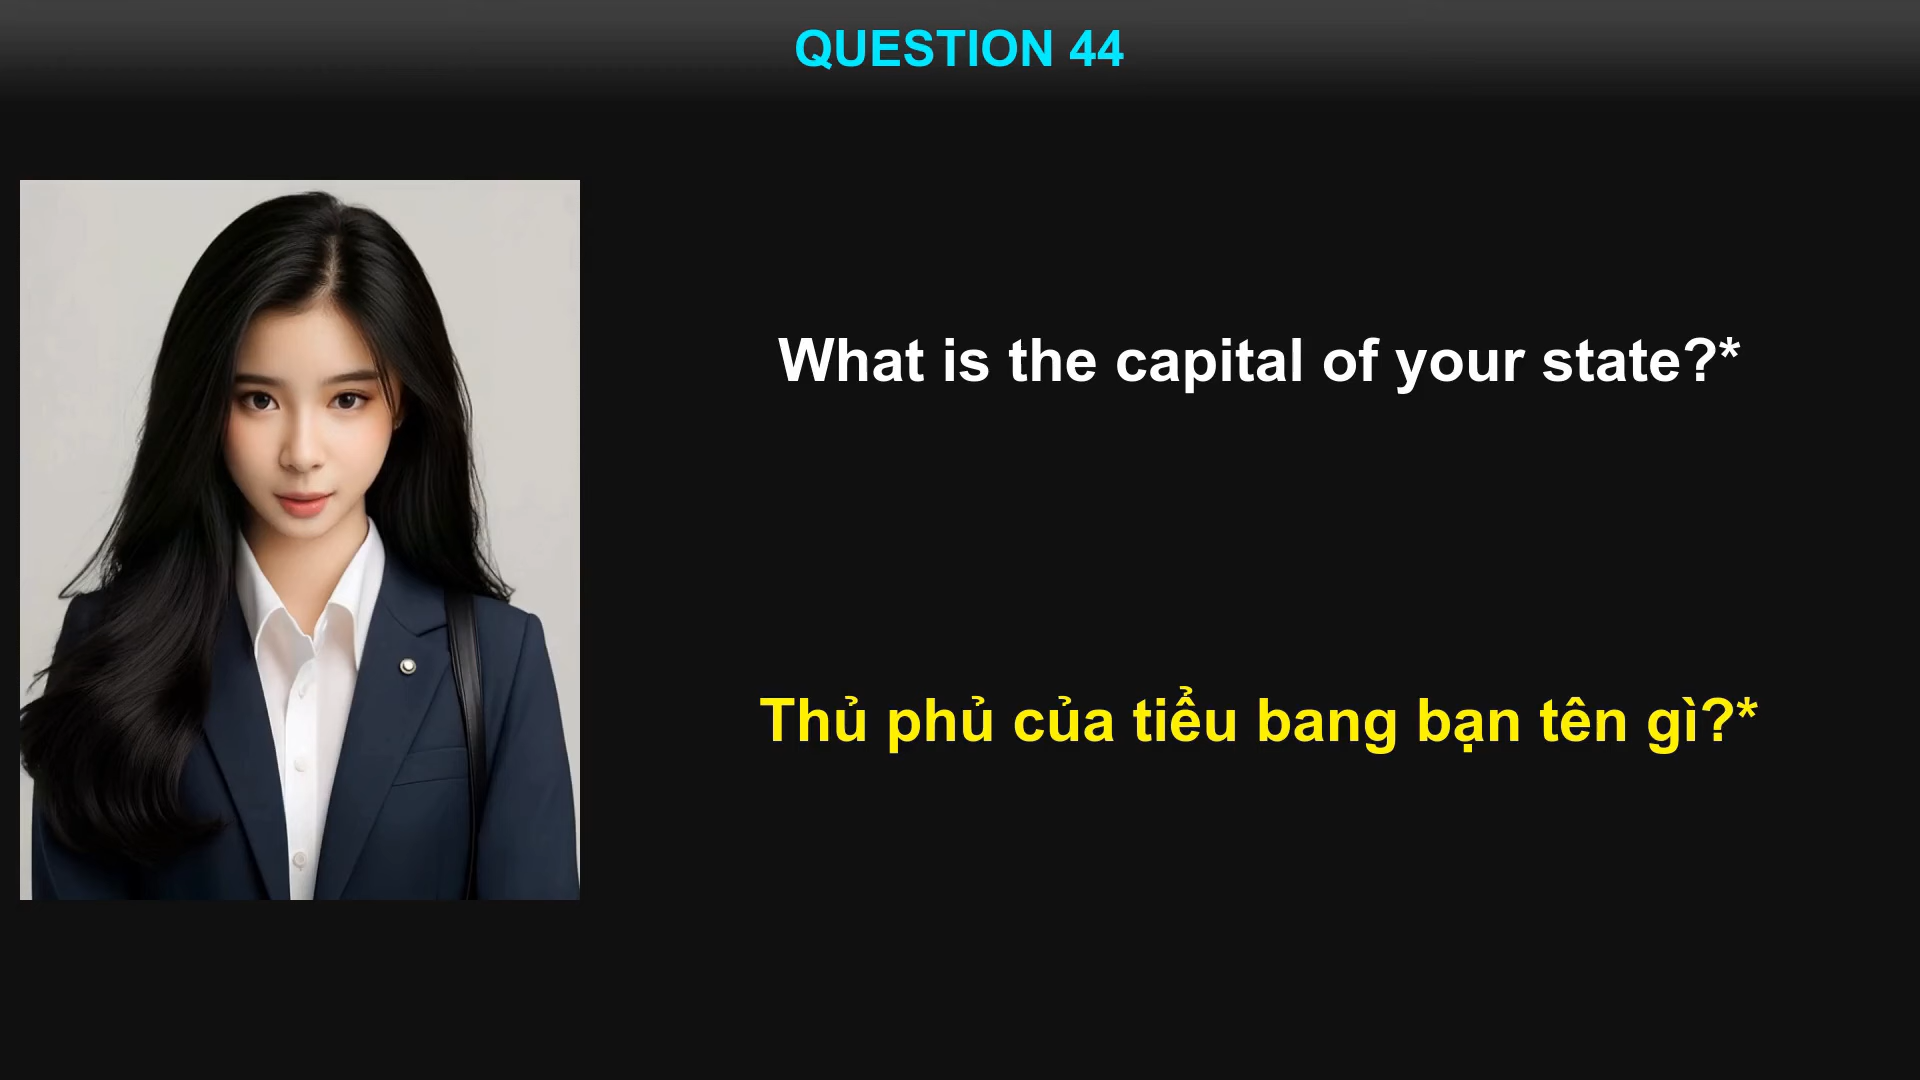 QUESTION 44
What is the capital of your state?*
Thủ phủ của tiểu bang bạn tên gì?*